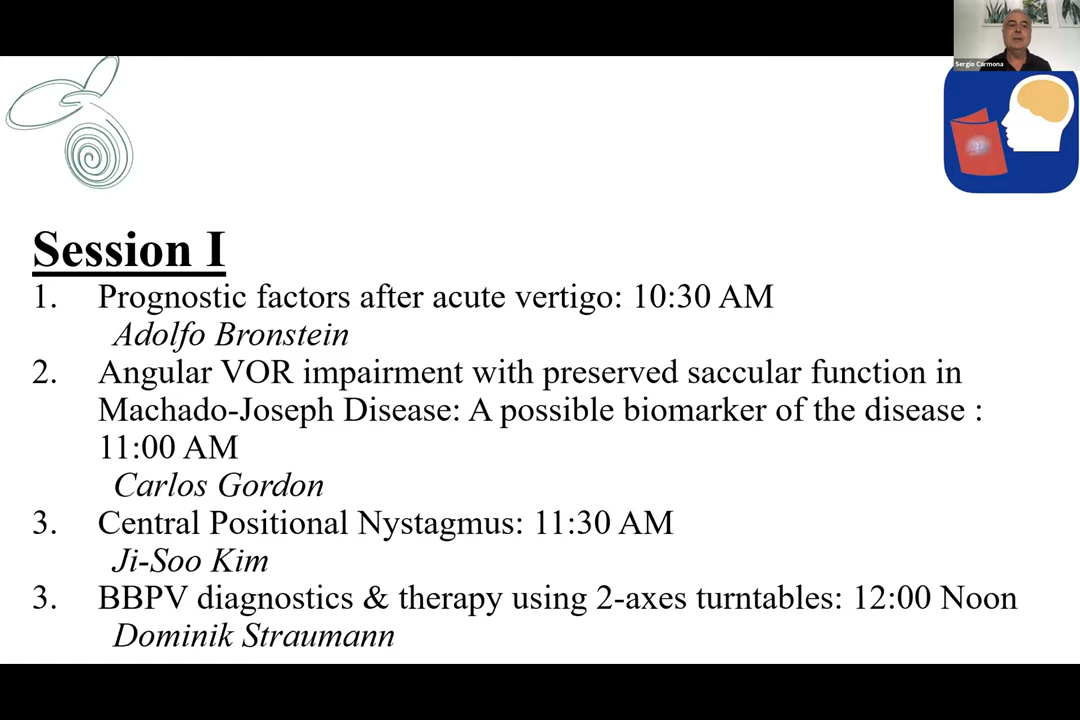 Sergio Carmona
Session I
1. Prognostic factors after acute vertigo: 10:30 AM
Adolfo Bronstein
2. Angular VOR impairment with preserved saccular function in
Machado-Joseph Disease: A possible biomarker of the disease :
11:00 AM
Carlos Gordon
3. Central Positional Nystagmus: 11:30 AM
Ji-Soo Kim
3. BBPV diagnostics & therapy using 2-axes turntables: 12:00 Noon
Dominik Straumann